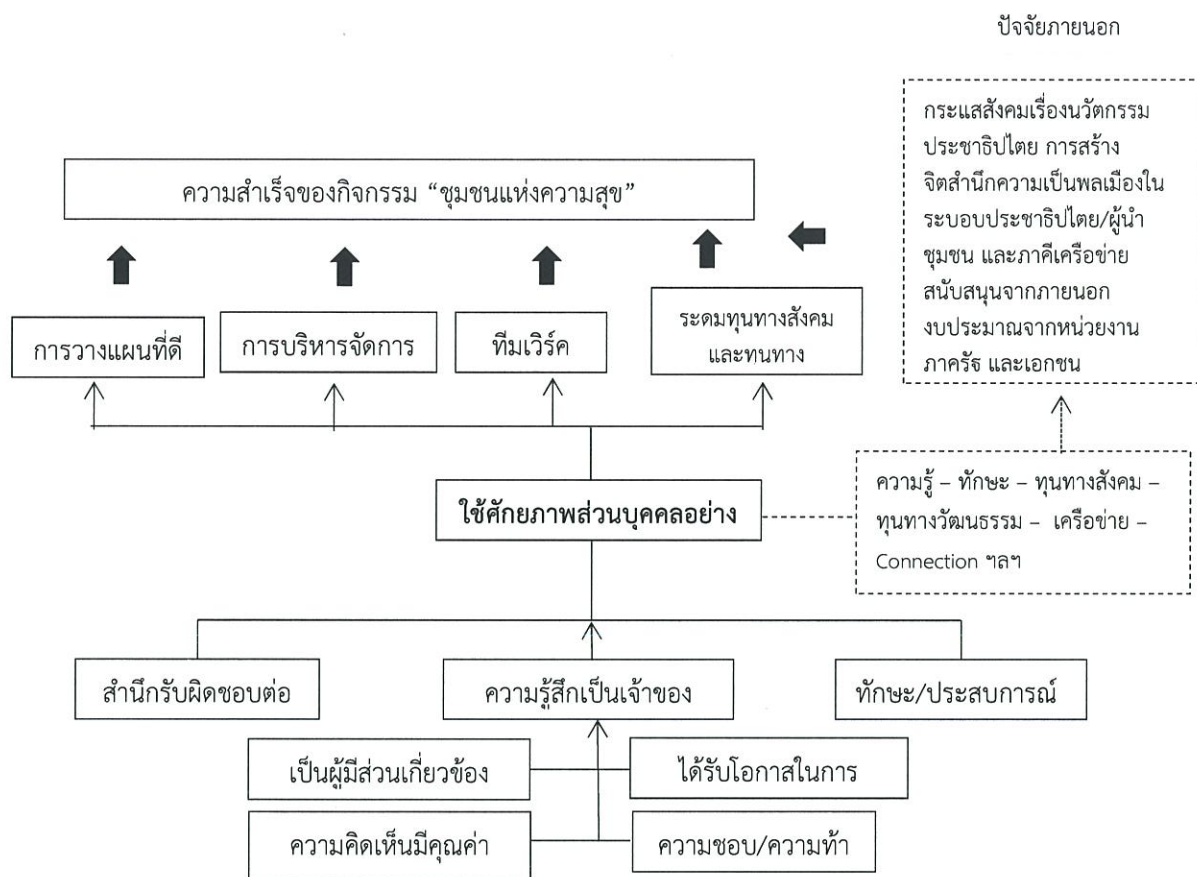 ปัจจัยภายนอก
กระแสสังคมเรื่องนวัตกรรม
ประชาธิปไตย การสร้าง
จิตสำนึกความเป็นพลเมืองใน
ระบอบประชาธิปไตย/ผู้นำ
ชุมชน และภาคีเครือข่าย
สนับสนุนจากภายนอก
งบประมาณจากหน่วยงาน
ภาครัฐ และเอกชน
ความสำเร็จของกิจกรรม “ชุมชนแห่งความสุข”
การวางแผนที่ดี
การบริหารจัดการ
ทีมเวิร์ค
ระดมทุนทางสังคม
และทนทาง
ใช้ศักยภาพส่วนบุคคลอย่าง
ความรู้ – ทักษะ – ทุนทางสังคม –
ทุนทางวัฒนธรรม – เครือข่าย –
Connection ฯลฯ
สำนึกรับผิดชอบต่อ
ความรู้สึกเป็นเจ้าของ
ทักษะ/ประสบการณ์
เป็นผู้มีส่วนเกี่ยวข้อง
ได้รับโอกาสในการ
ความคิดเห็นมีคุณค่า
ความชอบ/ความท้า